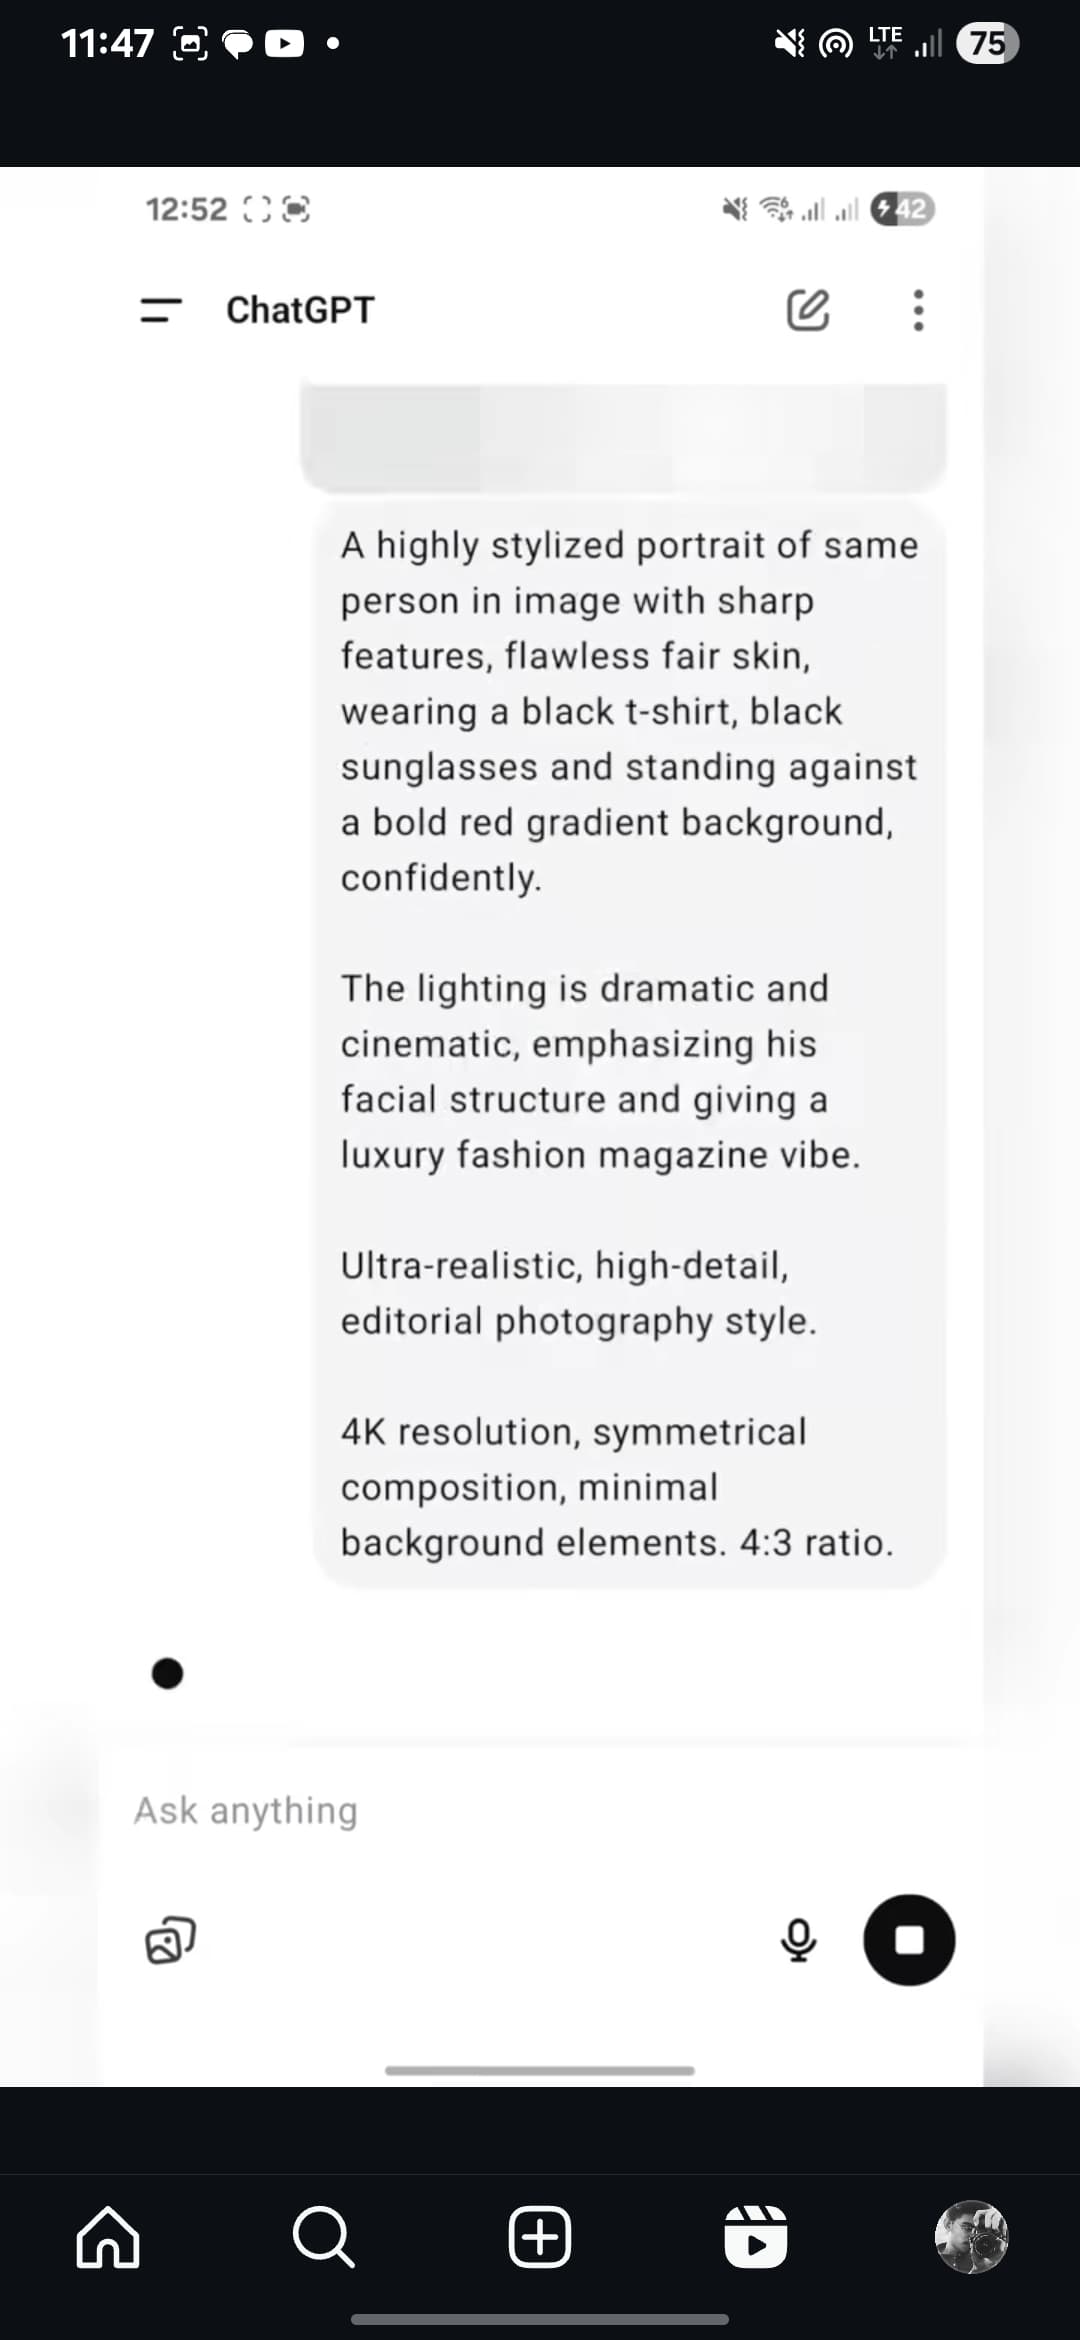 11:47
LTE
75
12:52
42
ChatGPT
A highly stylized portrait of same
person in image with sharp
features, flawless fair skin,
wearing a black t-shirt, black
sunglasses and standing against
a bold red gradient background,
confidently.
The lighting is dramatic and
cinematic, emphasizing his
facial structure and giving a
luxury fashion magazine vibe.
Ultra-realistic, high-detail,
editorial photography style.
4K resolution, symmetrical
composition, minimal
background elements. 4:3 ratio.
Ask anything